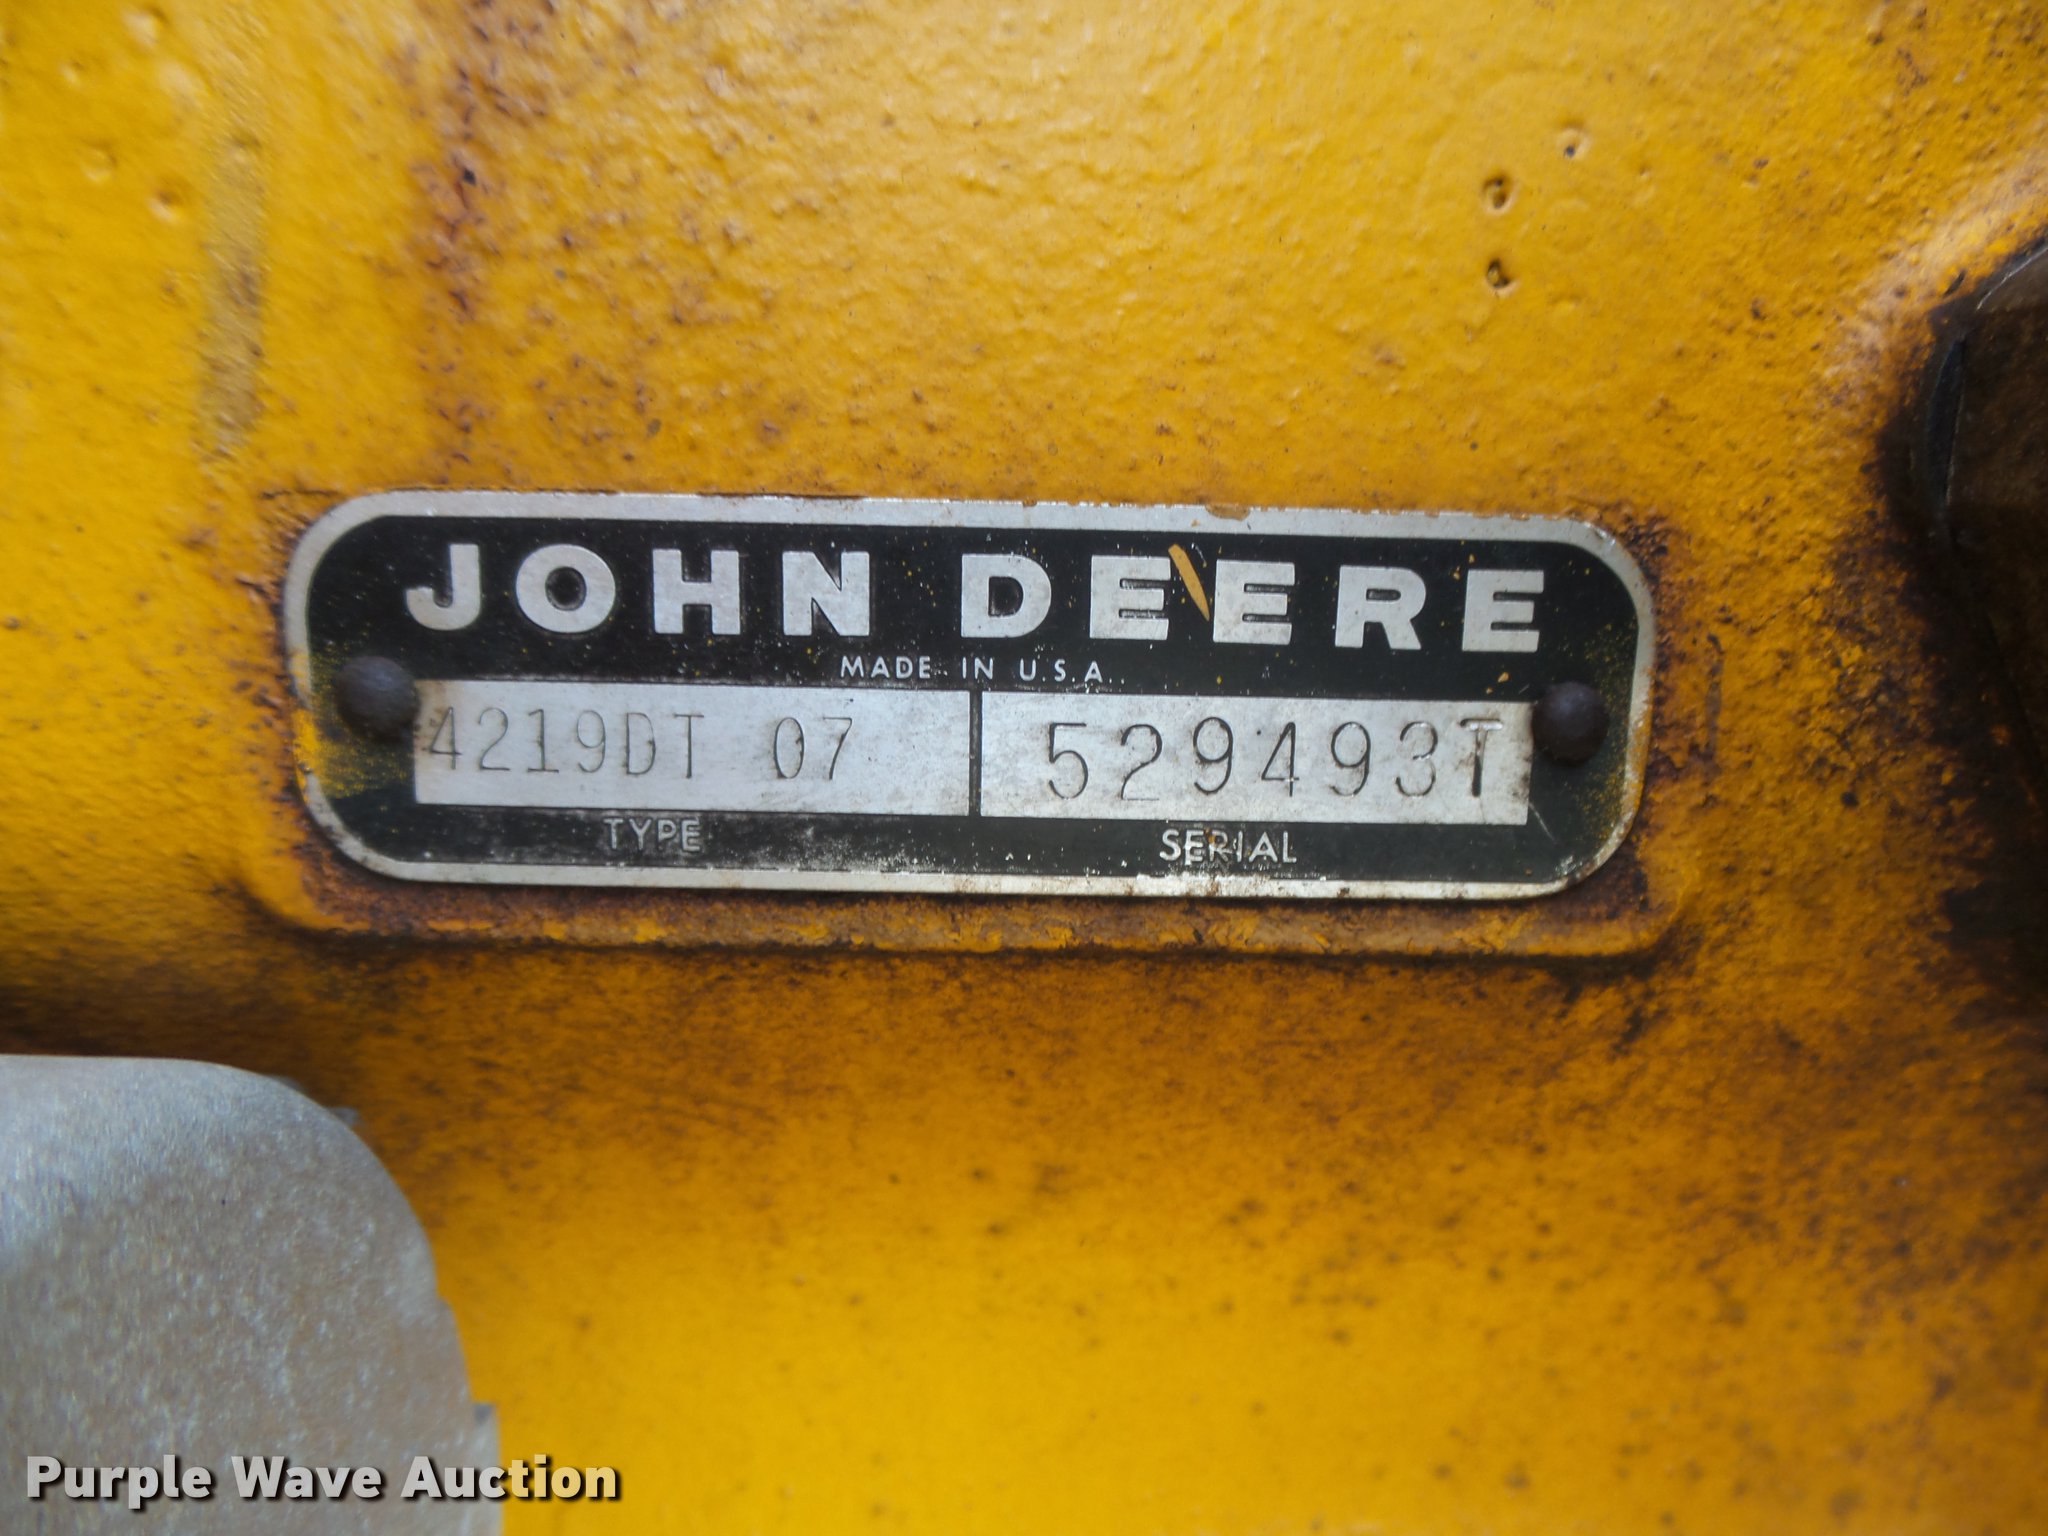 JOHN DEERE
MADE IN U.S.A.
4219DT 07 529493T
TYPE SERIAL
Purple Wave Auction